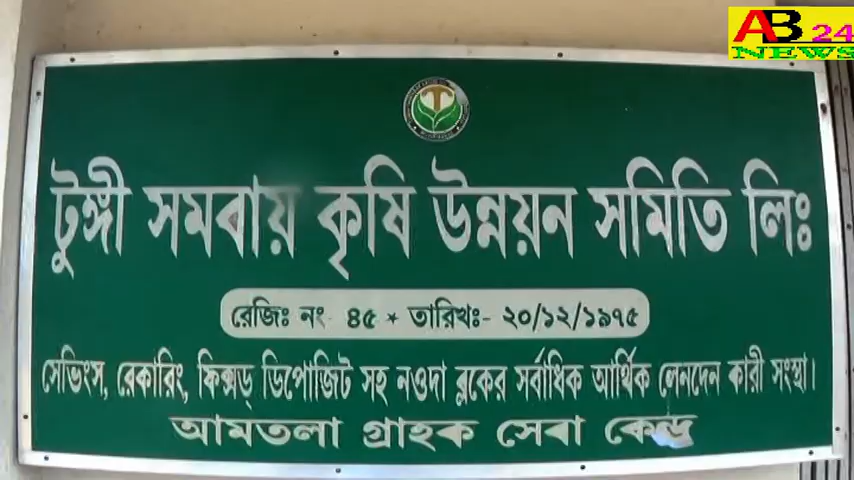 AB 24
NEWS
টুঙ্গী সমবায় কৃষি উন্নয়ন সমিতি লিঃ
রেজিঃ নং- ৪৫ * তারিখঃ- ২০/১২/১৯৭৫
সেভিংস, রেকারিং, ফিক্সড্ ডিপোজিট সহ নওদা ব্লকের সর্বাধিক আর্থিক লেনদেন কারী সংস্থা।
আমতলা গ্রাহক সেবা কেন্দ্র